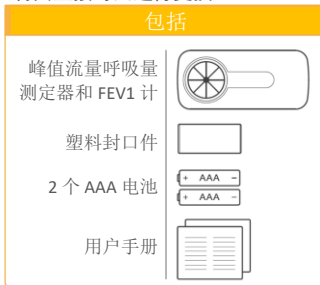 包括
峰值流量呼吸量
测定器和 FEV1 计
塑料封口件
2 个 AAA 电池
+ AAA −
+ AAA −
用户手册